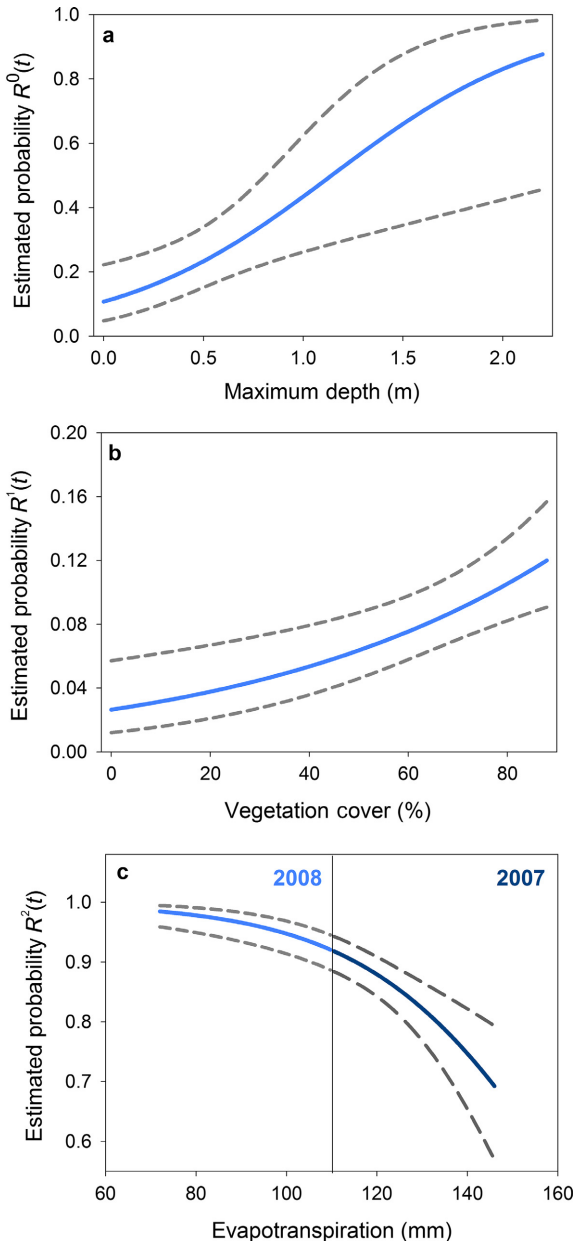 a
1.0
0.8
0.6
0.4
0.2
0.0
Estimated probability R⁰(t)
0.0 0.5 1.0 1.5 2.0
Maximum depth (m)
b
0.20
0.16
0.12
0.08
0.04
0.00
Estimated probability R¹(t)
0 20 40 60 80
Vegetation cover (%)
c
2008 2007
1.0
0.9
0.8
0.7
0.6
Estimated probability R²(t)
60 80 100 120 140 160
Evapotranspiration (mm)